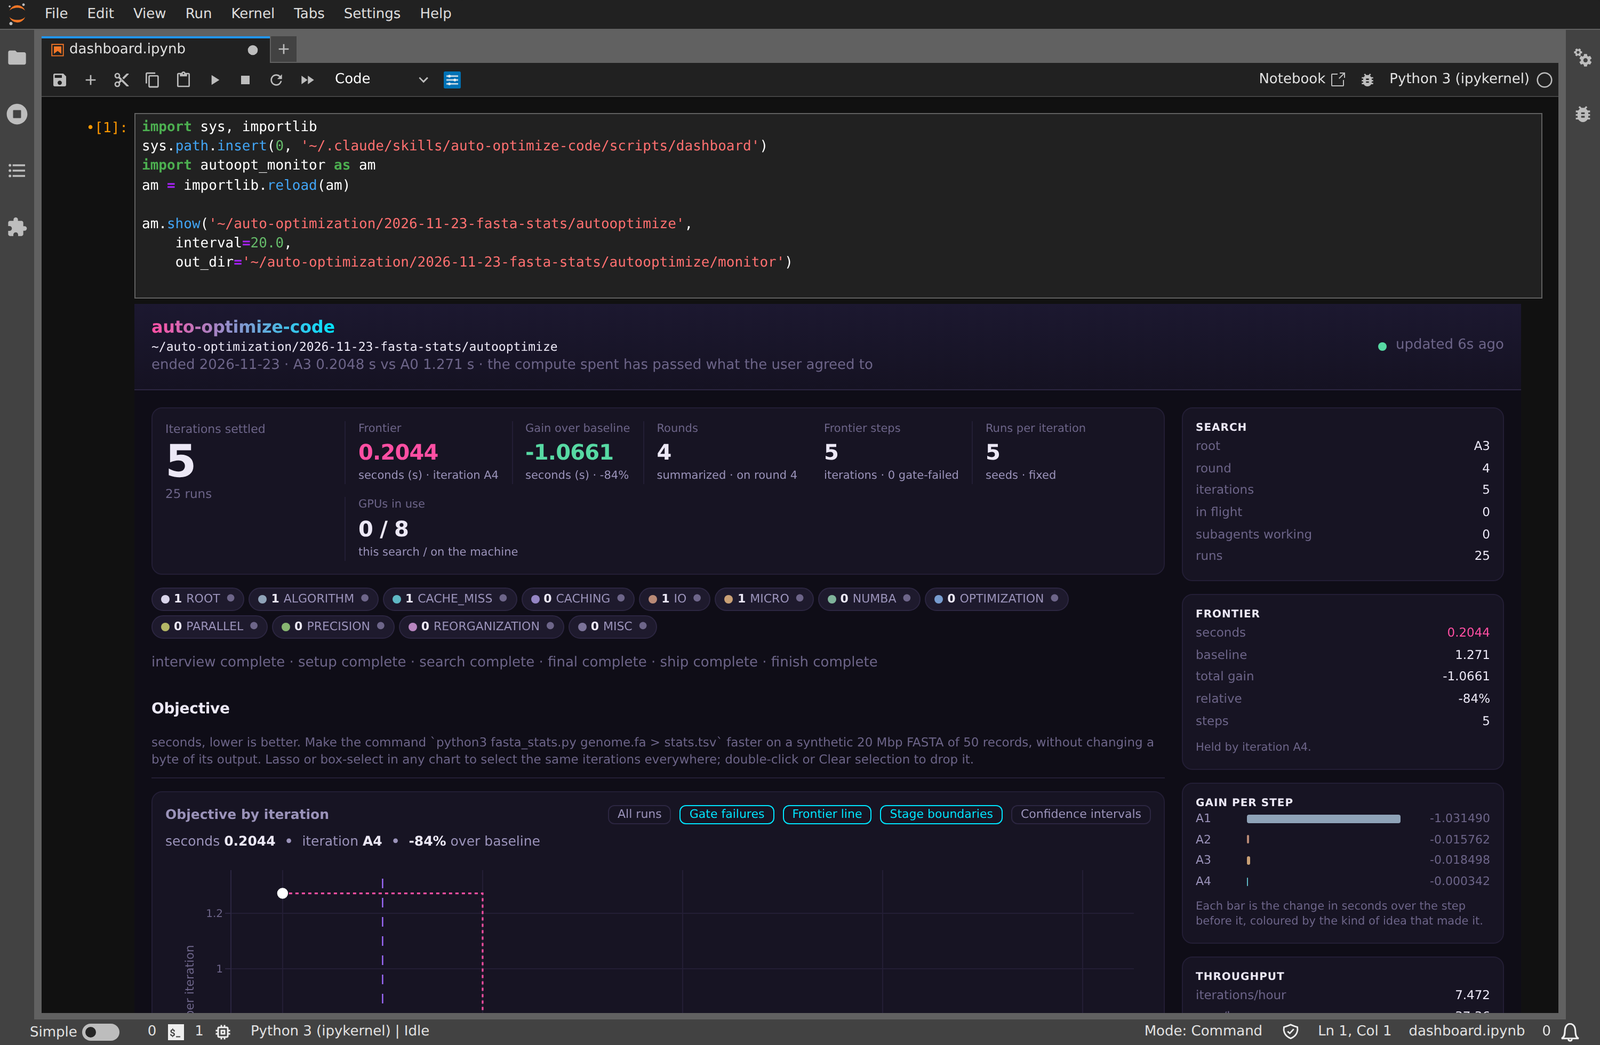 File Edit View Run Kernel Tabs Settings Help
dashboard.ipynb
Code
Notebook
Python 3 (ipykernel)
[1]:
import sys, importlib
sys.path.insert(0, '~/.claude/skills/auto-optimize-code/scripts/dashboard')
import autoopt_monitor as am
am = importlib.reload(am)
am.show('~/auto-optimization/2026-11-23-fasta-stats/autooptimize',
interval=20.0,
out_dir='~/auto-optimization/2026-11-23-fasta-stats/autooptimize/monitor')
auto-optimize-code
~/auto-optimization/2026-11-23-fasta-stats/autooptimize
ended 2026-11-23 · A3 0.2048 s vs A0 1.271 s · the compute spent has passed what the user agreed to
updated 6s ago
Iterations settled
5
25 runs
Frontier
0.2044
seconds (s) · iteration A4
Gain over baseline
-1.0661
seconds (s) · -84%
Rounds
4
summarized · on round 4
Frontier steps
5
iterations · 0 gate-failed
Runs per iteration
5
seeds · fixed
GPUs in use
0 / 8
this search / on the machine
1 ROOT
1 ALGORITHM
1 CACHE_MISS
0 CACHING
1 IO
1 MICRO
0 NUMBA
0 OPTIMIZATION
0 PARALLEL
0 PRECISION
0 REORGANIZATION
0 MISC
interview complete · setup complete · search complete · final complete · ship complete · finish complete
Objective
seconds, lower is better. Make the command `python3 fasta_stats.py genome.fa > stats.tsv` faster on a synthetic 20 Mbp FASTA of 50 records, without changing a
byte of its output. Lasso or box-select in any chart to select the same iterations everywhere; double-click or Clear selection to drop it.
Objective by iteration
All runs
Gate failures
Frontier line
Stage boundaries
Confidence intervals
seconds 0.2044 • iteration A4 • -84% over baseline
1.2
1
per iteration
SEARCH
root A3
round 4
iterations 5
in flight 0
subagents working 0
runs 25
FRONTIER
seconds 0.2044
baseline 1.271
total gain -1.0661
relative -84%
steps 5
Held by iteration A4.
GAIN PER STEP
A1 -1.031490
A2 -0.015762
A3 -0.018498
A4 -0.000342
Each bar is the change in seconds over the step
before it, coloured by the kind of idea that made it.
THROUGHPUT
iterations/hour 7.472
Simple
0
1
Python 3 (ipykernel) | Idle
Mode: Command
Ln 1, Col 1
dashboard.ipynb
0